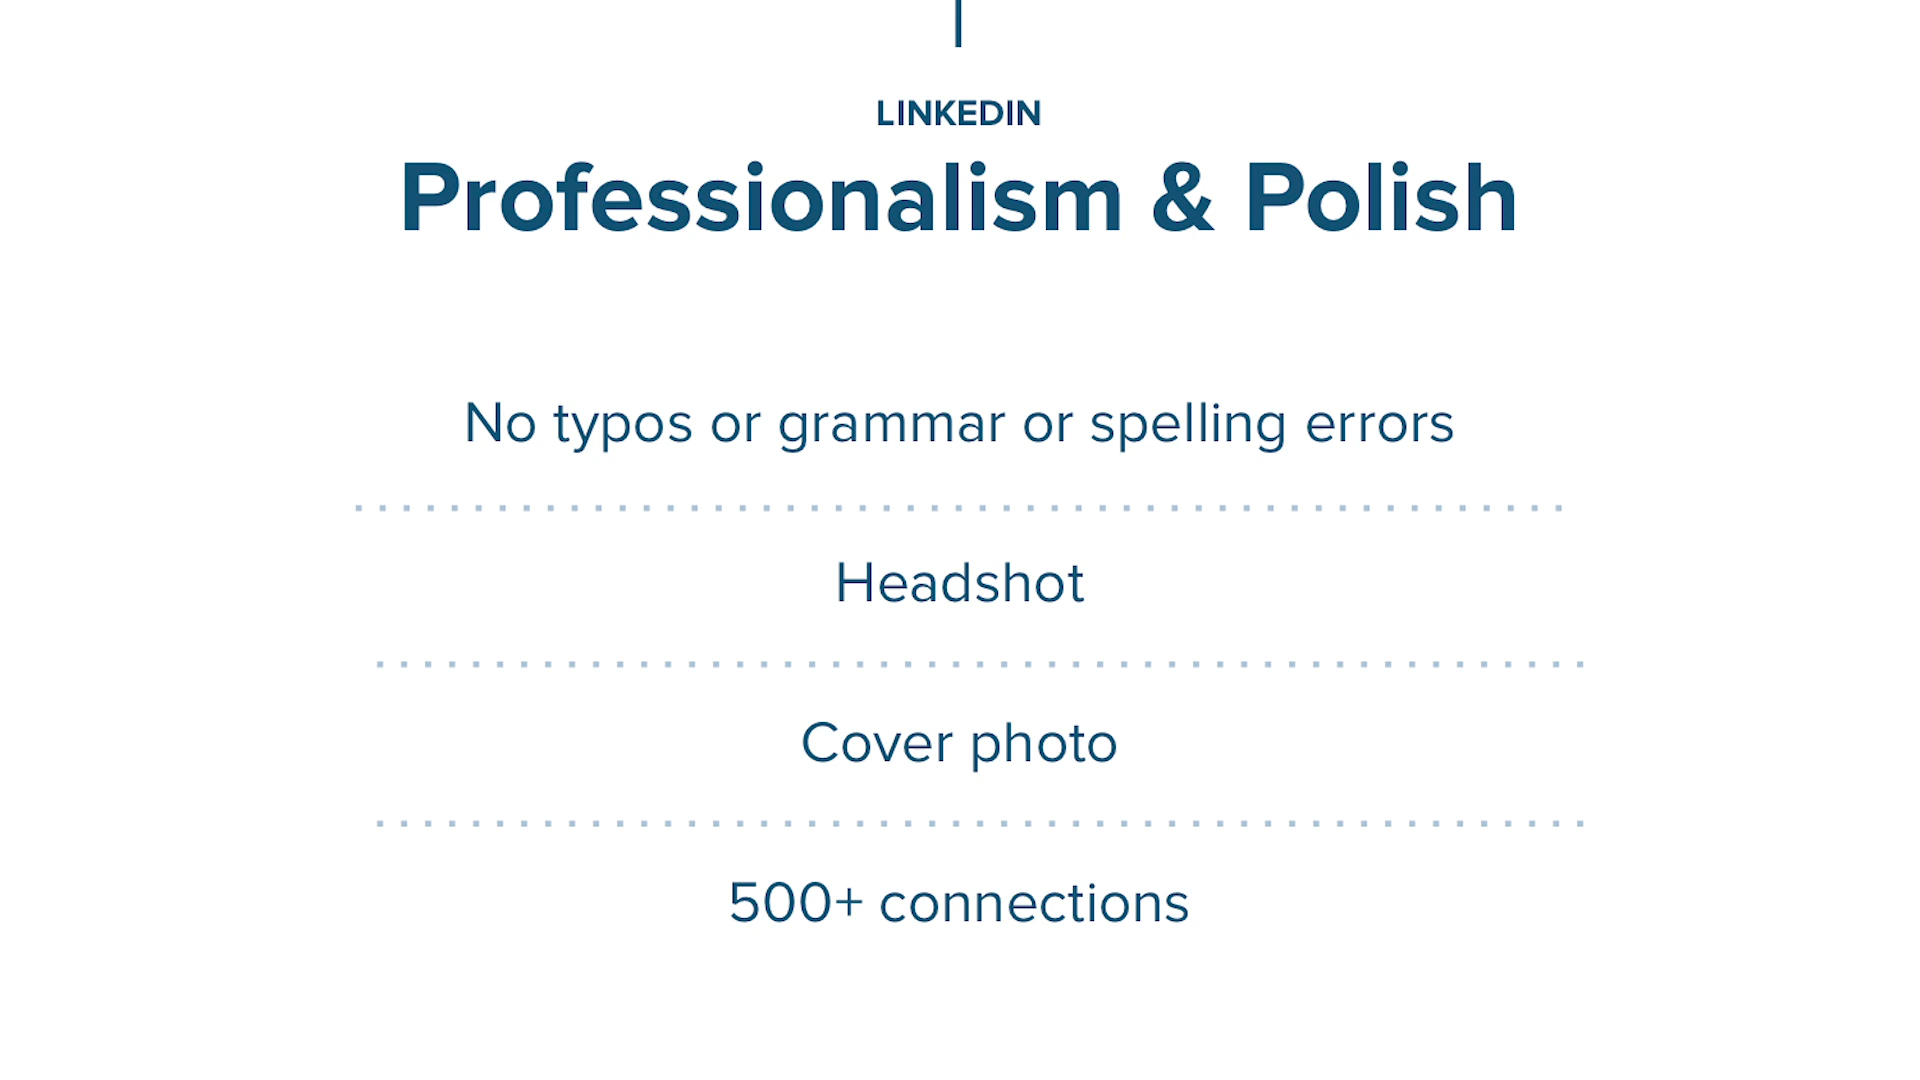 LINKEDIN
Professionalism & Polish
No typos or grammar or spelling errors
Headshot
Cover photo
500+ connections